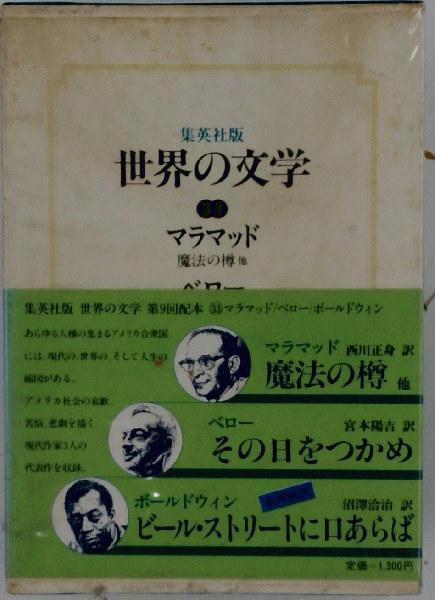 集英社版
世界の文学
33
マラマッド
魔法の樽 他
ベロー
集英社版 世界の文学 第9回配本 ㉝マラマッド/ベロー/ボールドウィン
あらゆる人種の集まるアメリカ合衆国
には、現代の、世界の、そして人生の
縮図がある。
アメリカ社会の哀歓、
苦悩、悲劇を描く
現代作家3人の
代表作を収録。
マラマッド 西川正身 訳
魔法の樽 他
ベロー 宮本陽吉 訳
その日をつかめ
ボールドウィン 沼澤洽治 訳
ビール・ストリートに口あらば
定価=1,300円